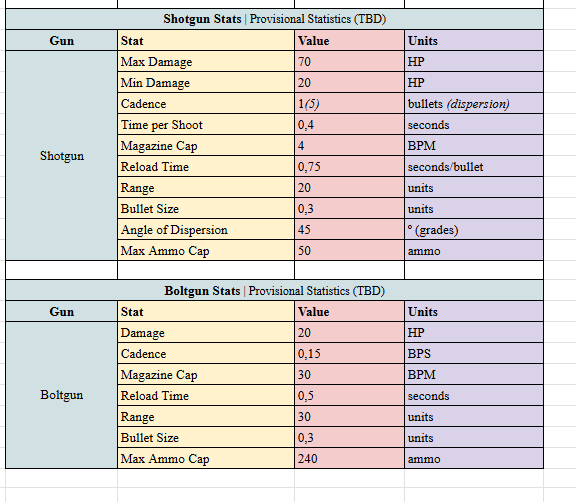 Shotgun Stats | Provisional Statistics (TBD)
Gun Stat Value Units
Max Damage 70 HP
Min Damage 20 HP
Cadence 1(5) bullets (dispersion)
Time per Shoot 0,4 seconds
Magazine Cap 4 BPM
Shotgun
Reload Time 0,75 seconds/bullet
Range 20 units
Bullet Size 0,3 units
Angle of Dispersion 45 º (grades)
Max Ammo Cap 50 ammo
Boltgun Stats | Provisional Statistics (TBD)
Gun Stat Value Units
Damage 20 HP
Cadence 0,15 BPS
Magazine Cap 30 BPM
Boltgun Reload Time 0,5 seconds
Range 30 units
Bullet Size 0,3 units
Max Ammo Cap 240 ammo